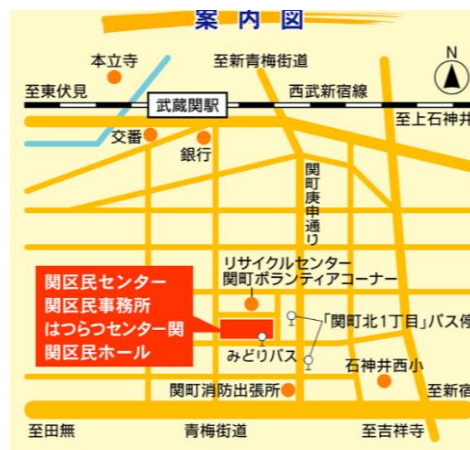 案内図
N
本立寺
至新青梅街道
至東伏見
西武新宿線
武蔵関駅
至上石神井
交番
銀行
関町庚申通り
リサイクルセンター
関町ボランティアコーナー
関区民センター
関区民事務所
はつらつセンター関
関区民ホール
「関町北1丁目」バス停
みどりバス
石神井西小
関町消防出張所
至新宿
至田無
青梅街道
至吉祥寺